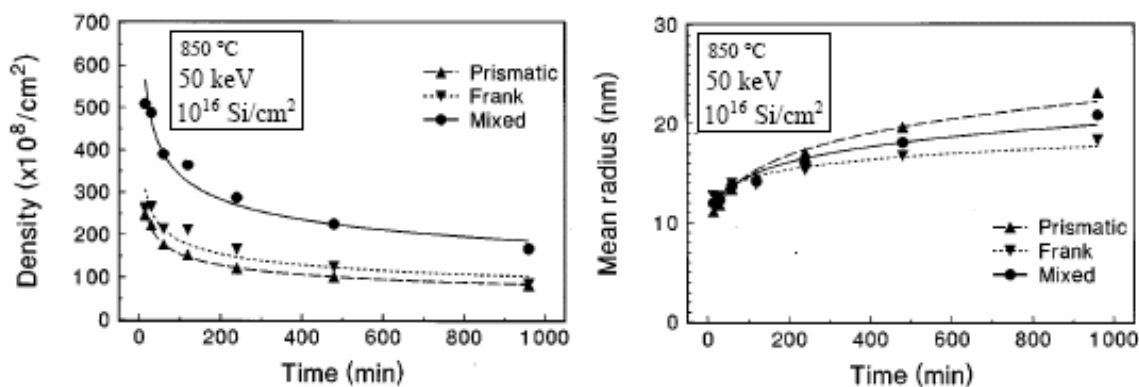 Density (x10⁸/cm²)
700
600
500
400
300
200
100
0
850 °C
50 keV
10¹⁶ Si/cm²
Prismatic
Frank
Mixed
0 200 400 600 800 1000
Time (min)
Mean radius (nm)
30
20
10
0
850 °C
50 keV
10¹⁶ Si/cm²
Prismatic
Frank
Mixed
0 200 400 600 800 1000
Time (min)